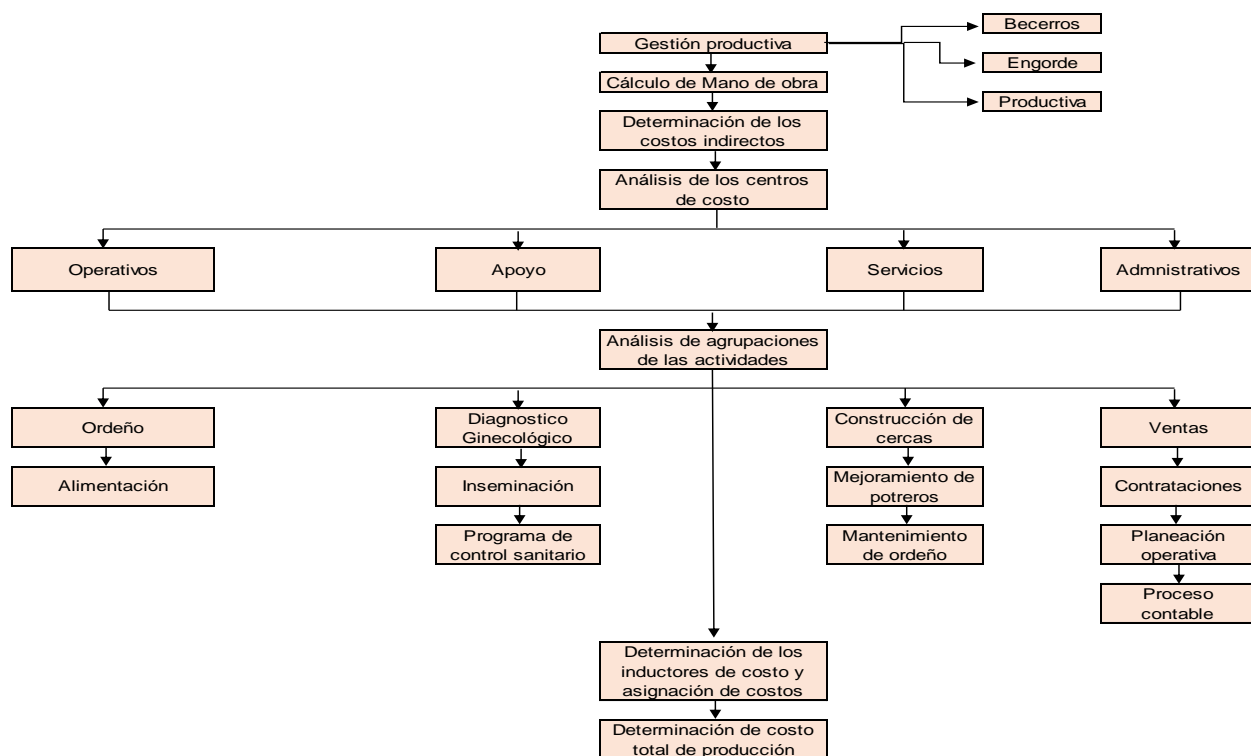 Becerros
Gestión productiva
Engorde
Cálculo de Mano de obra
Productiva
Determinación de los
costos indirectos
Análisis de los centros
de costo
Operativos
Apoyo
Servicios
Admnistrativos
Análisis de agrupaciones
de las actividades
Ordeño
Diagnostico
Ginecológico
Construcción de
cercas
Ventas
Alimentación
Inseminación
Mejoramiento de
potreros
Contrataciones
Programa de
control sanitario
Mantenimiento
de ordeño
Planeación
operativa
Proceso
contable
Determinación de los
inductores de costo y
asignación de costos
Determinación de costo
total de producción